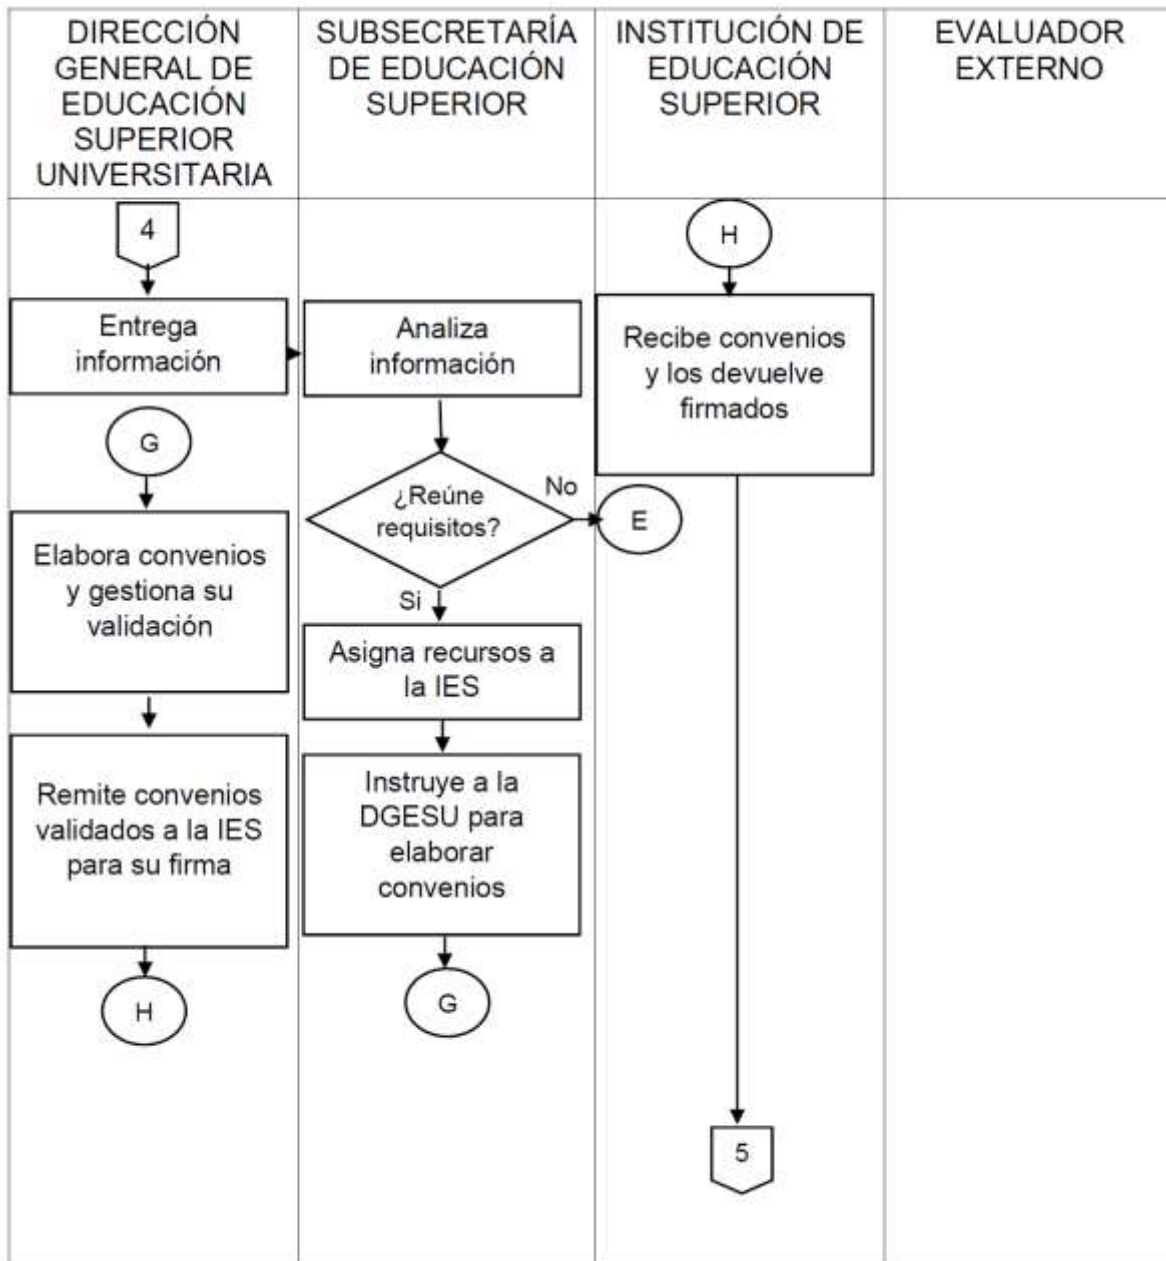 DIRECCIÓN
GENERAL DE
EDUCACIÓN
SUPERIOR
UNIVERSITARIA
SUBSECRETARÍA
DE EDUCACIÓN
SUPERIOR
INSTITUCIÓN DE
EDUCACIÓN
SUPERIOR
EVALUADOR
EXTERNO
4
Entrega
información
G
Elabora convenios
y gestiona su
validación
Remite convenios
validados a la IES
para su firma
H
Analiza
información
¿Reúne
requisitos?
No
E
Si
Asigna recursos a
la IES
Instruye a la
DGESU para
elaborar
convenios
G
H
Recibe convenios
y los devuelve
firmados
5